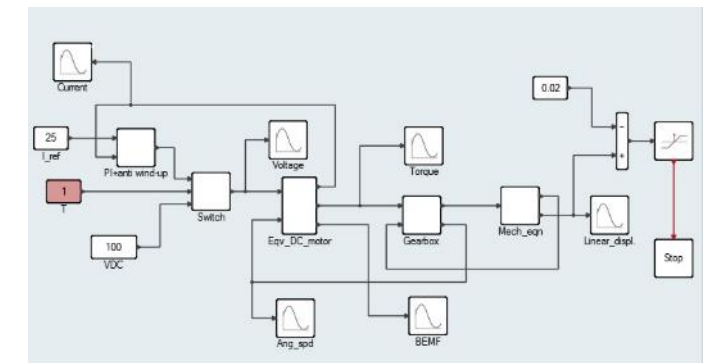 Current
25
I_ref
PI+anti wind-up
1
T
100
VDC
Switch
Voltage
Eqv_DC_motor
Torque
Gearbox
Mech_eqn
Linear_displ.
0.02
-
+
Stop
Ang_spd
BEMF